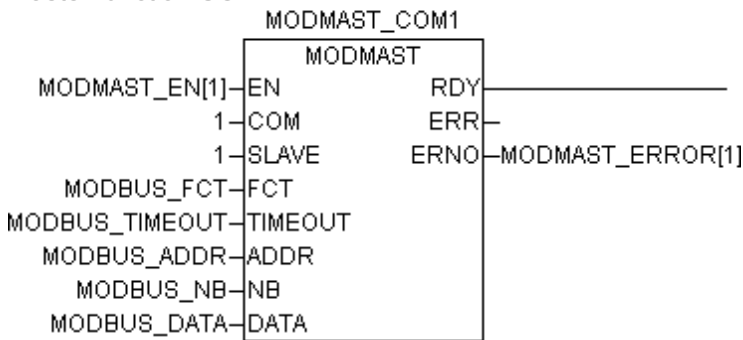 MODMAST_COM1
MODMAST
MODMAST_EN[1] EN RDY
1 COM ERR
1 SLAVE ERNO MODMAST_ERROR[1]
MODBUS_FCT FCT
MODBUS_TIMEOUT TIMEOUT
MODBUS_ADDR ADDR
MODBUS_NB NB
MODBUS_DATA DATA